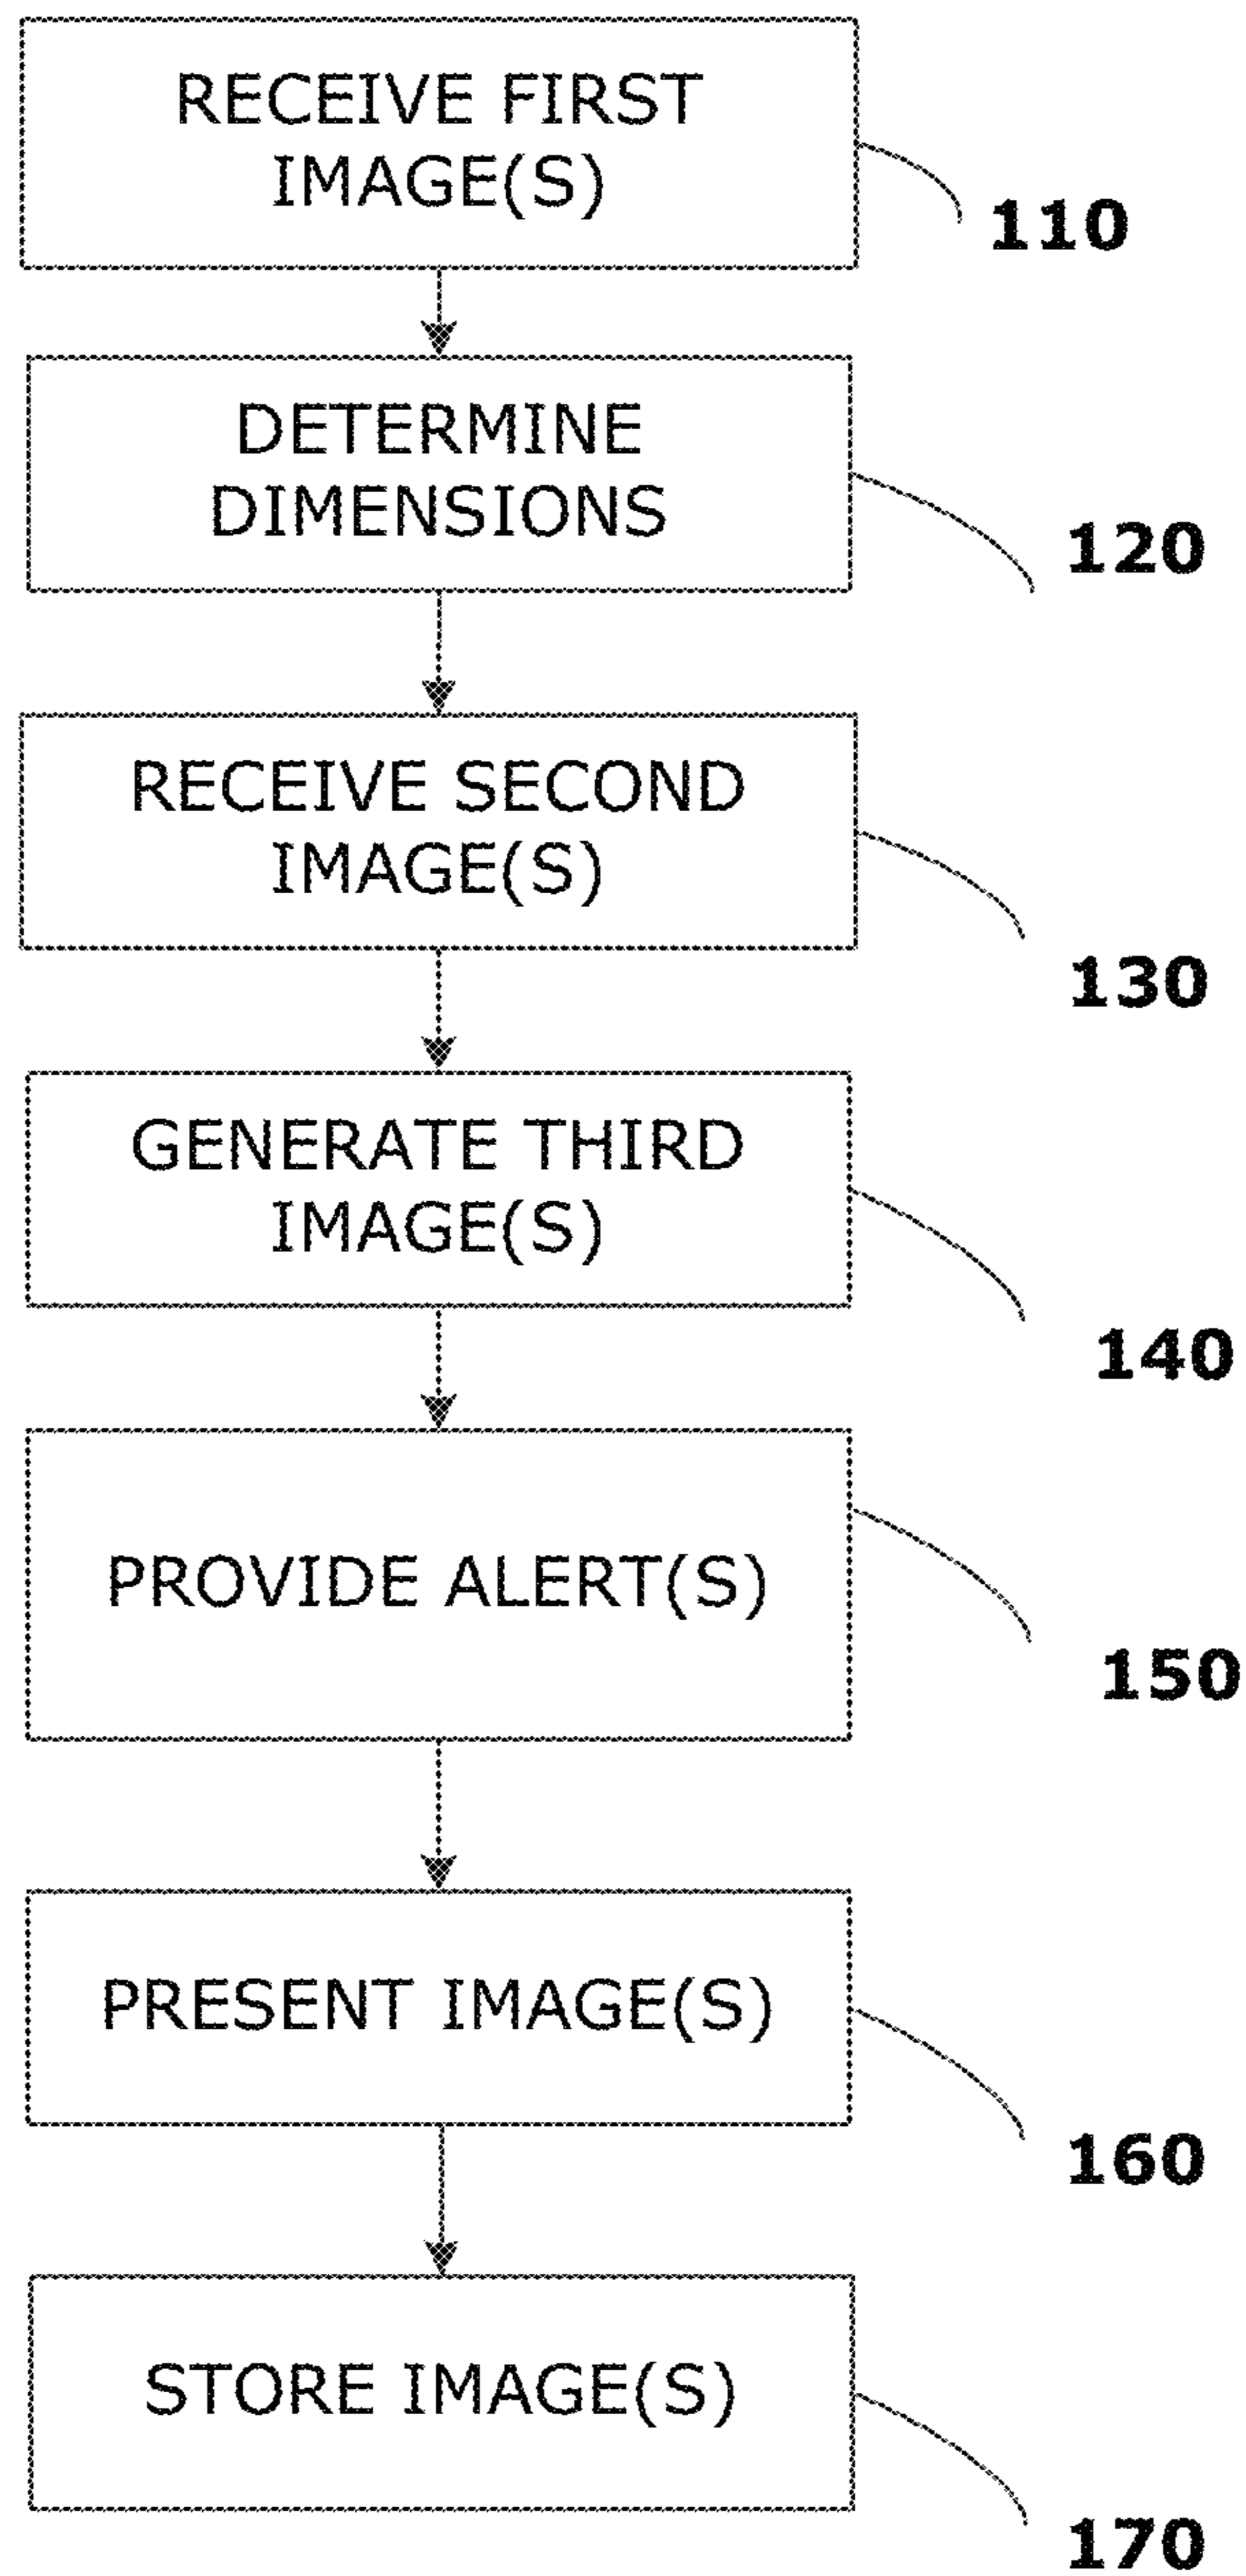 RECEIVE FIRST
IMAGE(S)
110
DETERMINE
DIMENSIONS
120
RECEIVE SECOND
IMAGE(S)
130
GENERATE THIRD
IMAGE(S)
140
PROVIDE ALERT(S)
150
PRESENT IMAGE(S)
160
STORE IMAGE(S)
170